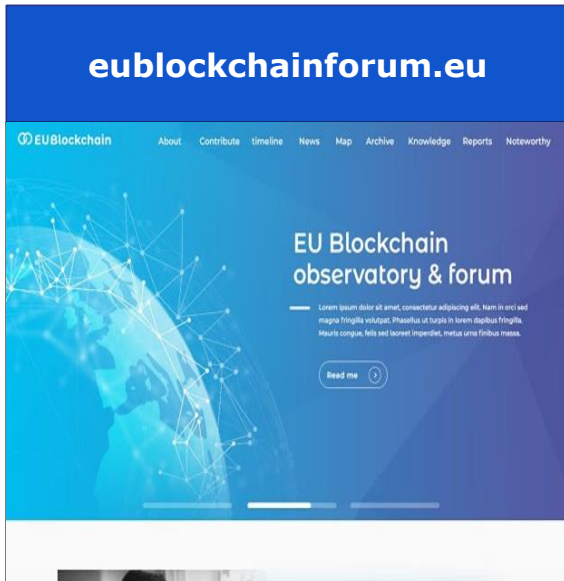 eublockchainforum.eu
EUBlockchain
About Contribute timeline News Map Archive Knowledge Reports Noteworthy
EU Blockchain
observatory & forum
Lorem ipsum dolor sit amet, consectetur adipiscing elit. Nam in orci sed
magna fringilla volutpat. Phasellus ut turpis in lorem dapibus fringilla.
Mauris congue, felis sed laoreet imperdiet, metus urna finibus massa.
Read me